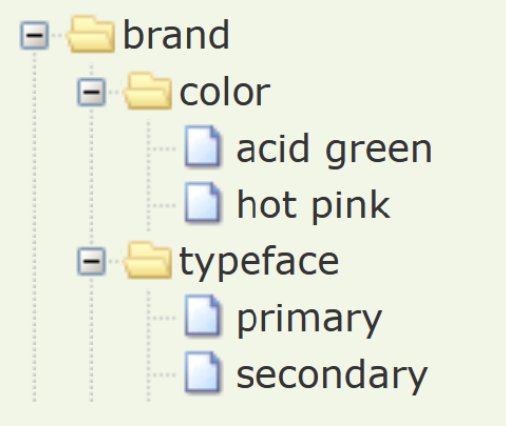 brand
color
acid green
hot pink
typeface
primary
secondary